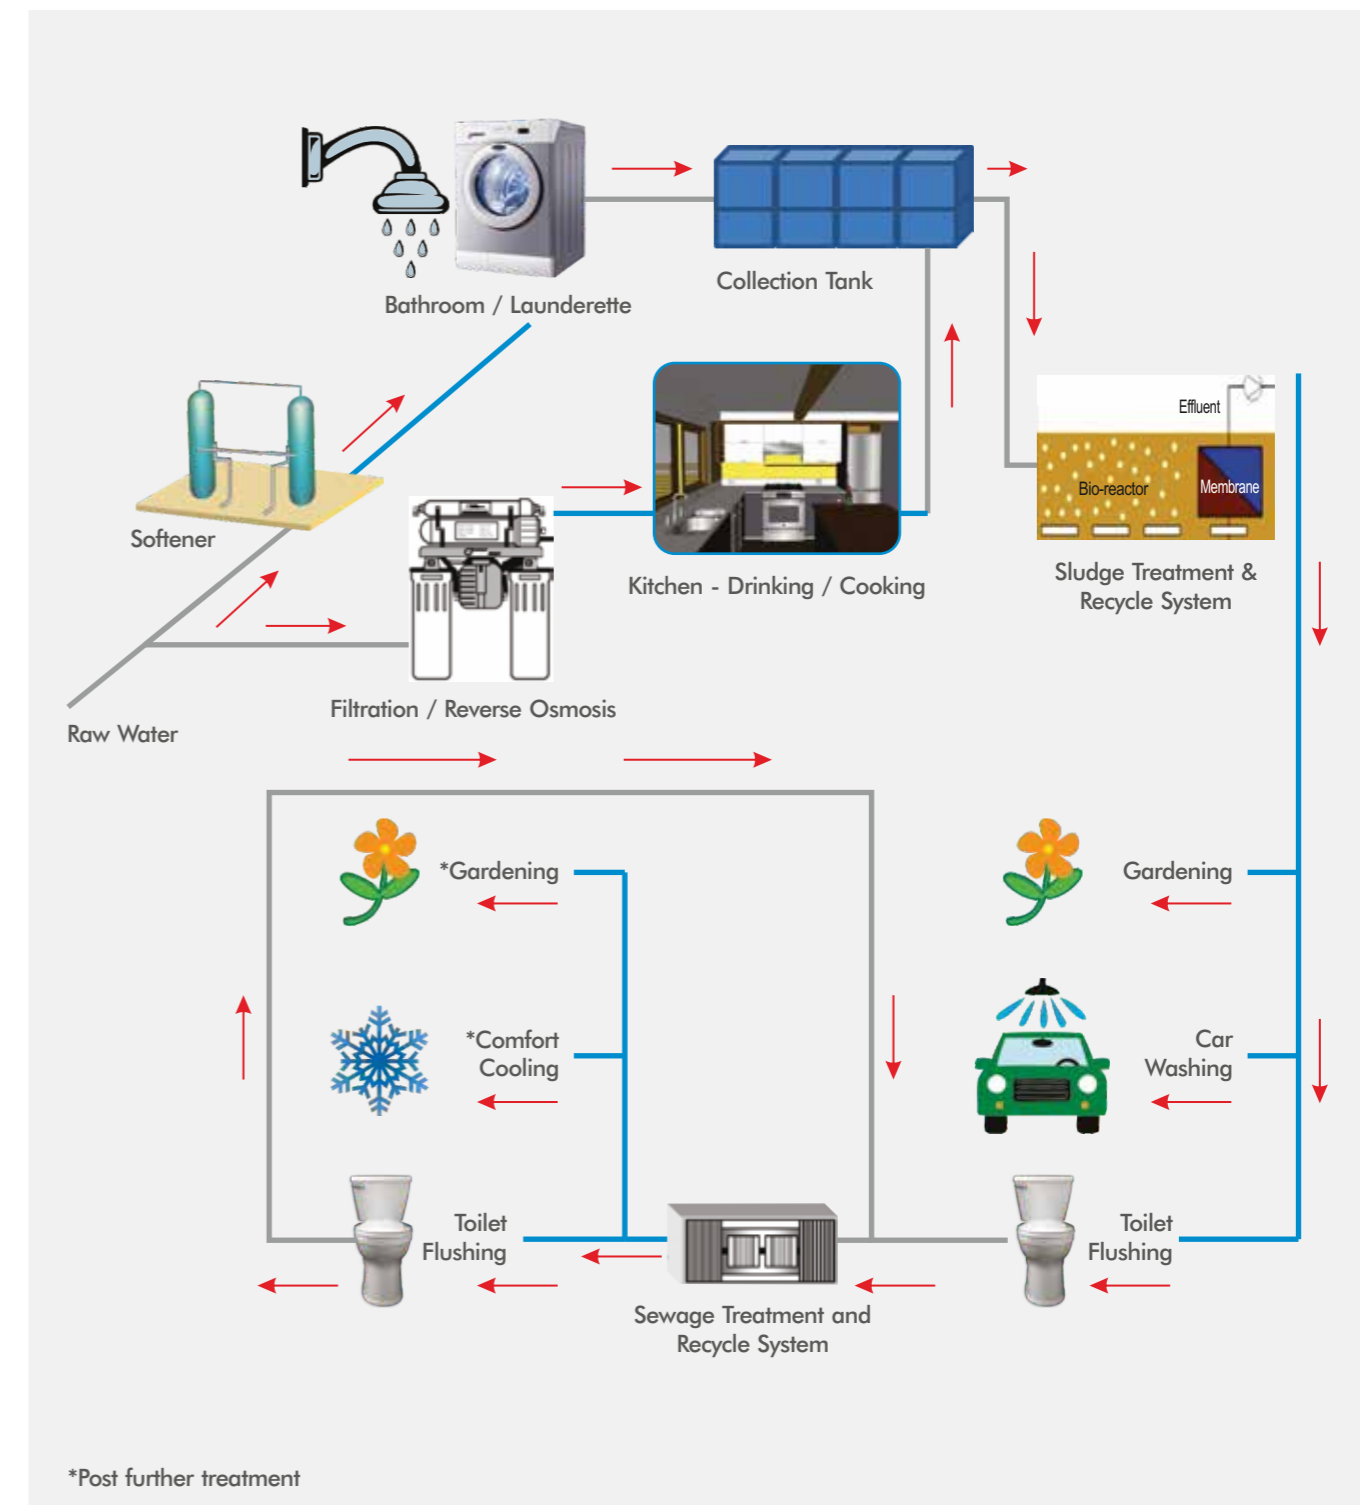 Bathroom / Launderette
Collection Tank
Effluent
Bio-reactor
Membrane
Softener
Kitchen - Drinking / Cooking
Sludge Treatment &
Recycle System
Filtration / Reverse Osmosis
Raw Water
*Gardening
Gardening
*Comfort
Cooling
Car
Washing
Toilet
Flushing
Toilet
Flushing
Sewage Treatment and
Recycle System
*Post further treatment